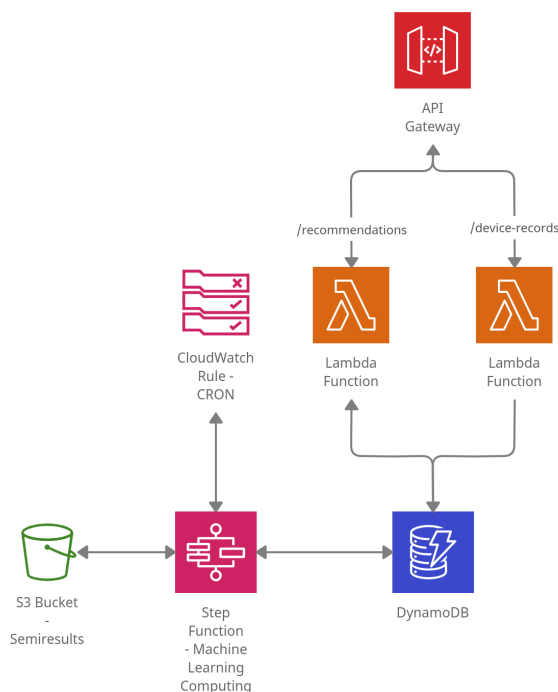 API
Gateway
/recommendations
/device-records
CloudWatch
Rule -
CRON
Lambda
Function
Lambda
Function
S3 Bucket
-
Semiresults
Step
Function
- Machine
Learning
Computing
DynamoDB